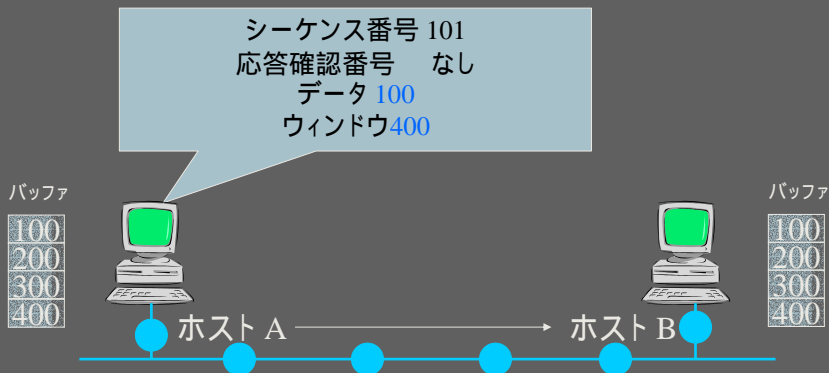 シーケンス番号 101
応答確認番号 なし
データ 100
ウィンドウ400
バッファ
100
200
300
400
バッファ
100
200
300
400
ホスト A
ホスト B